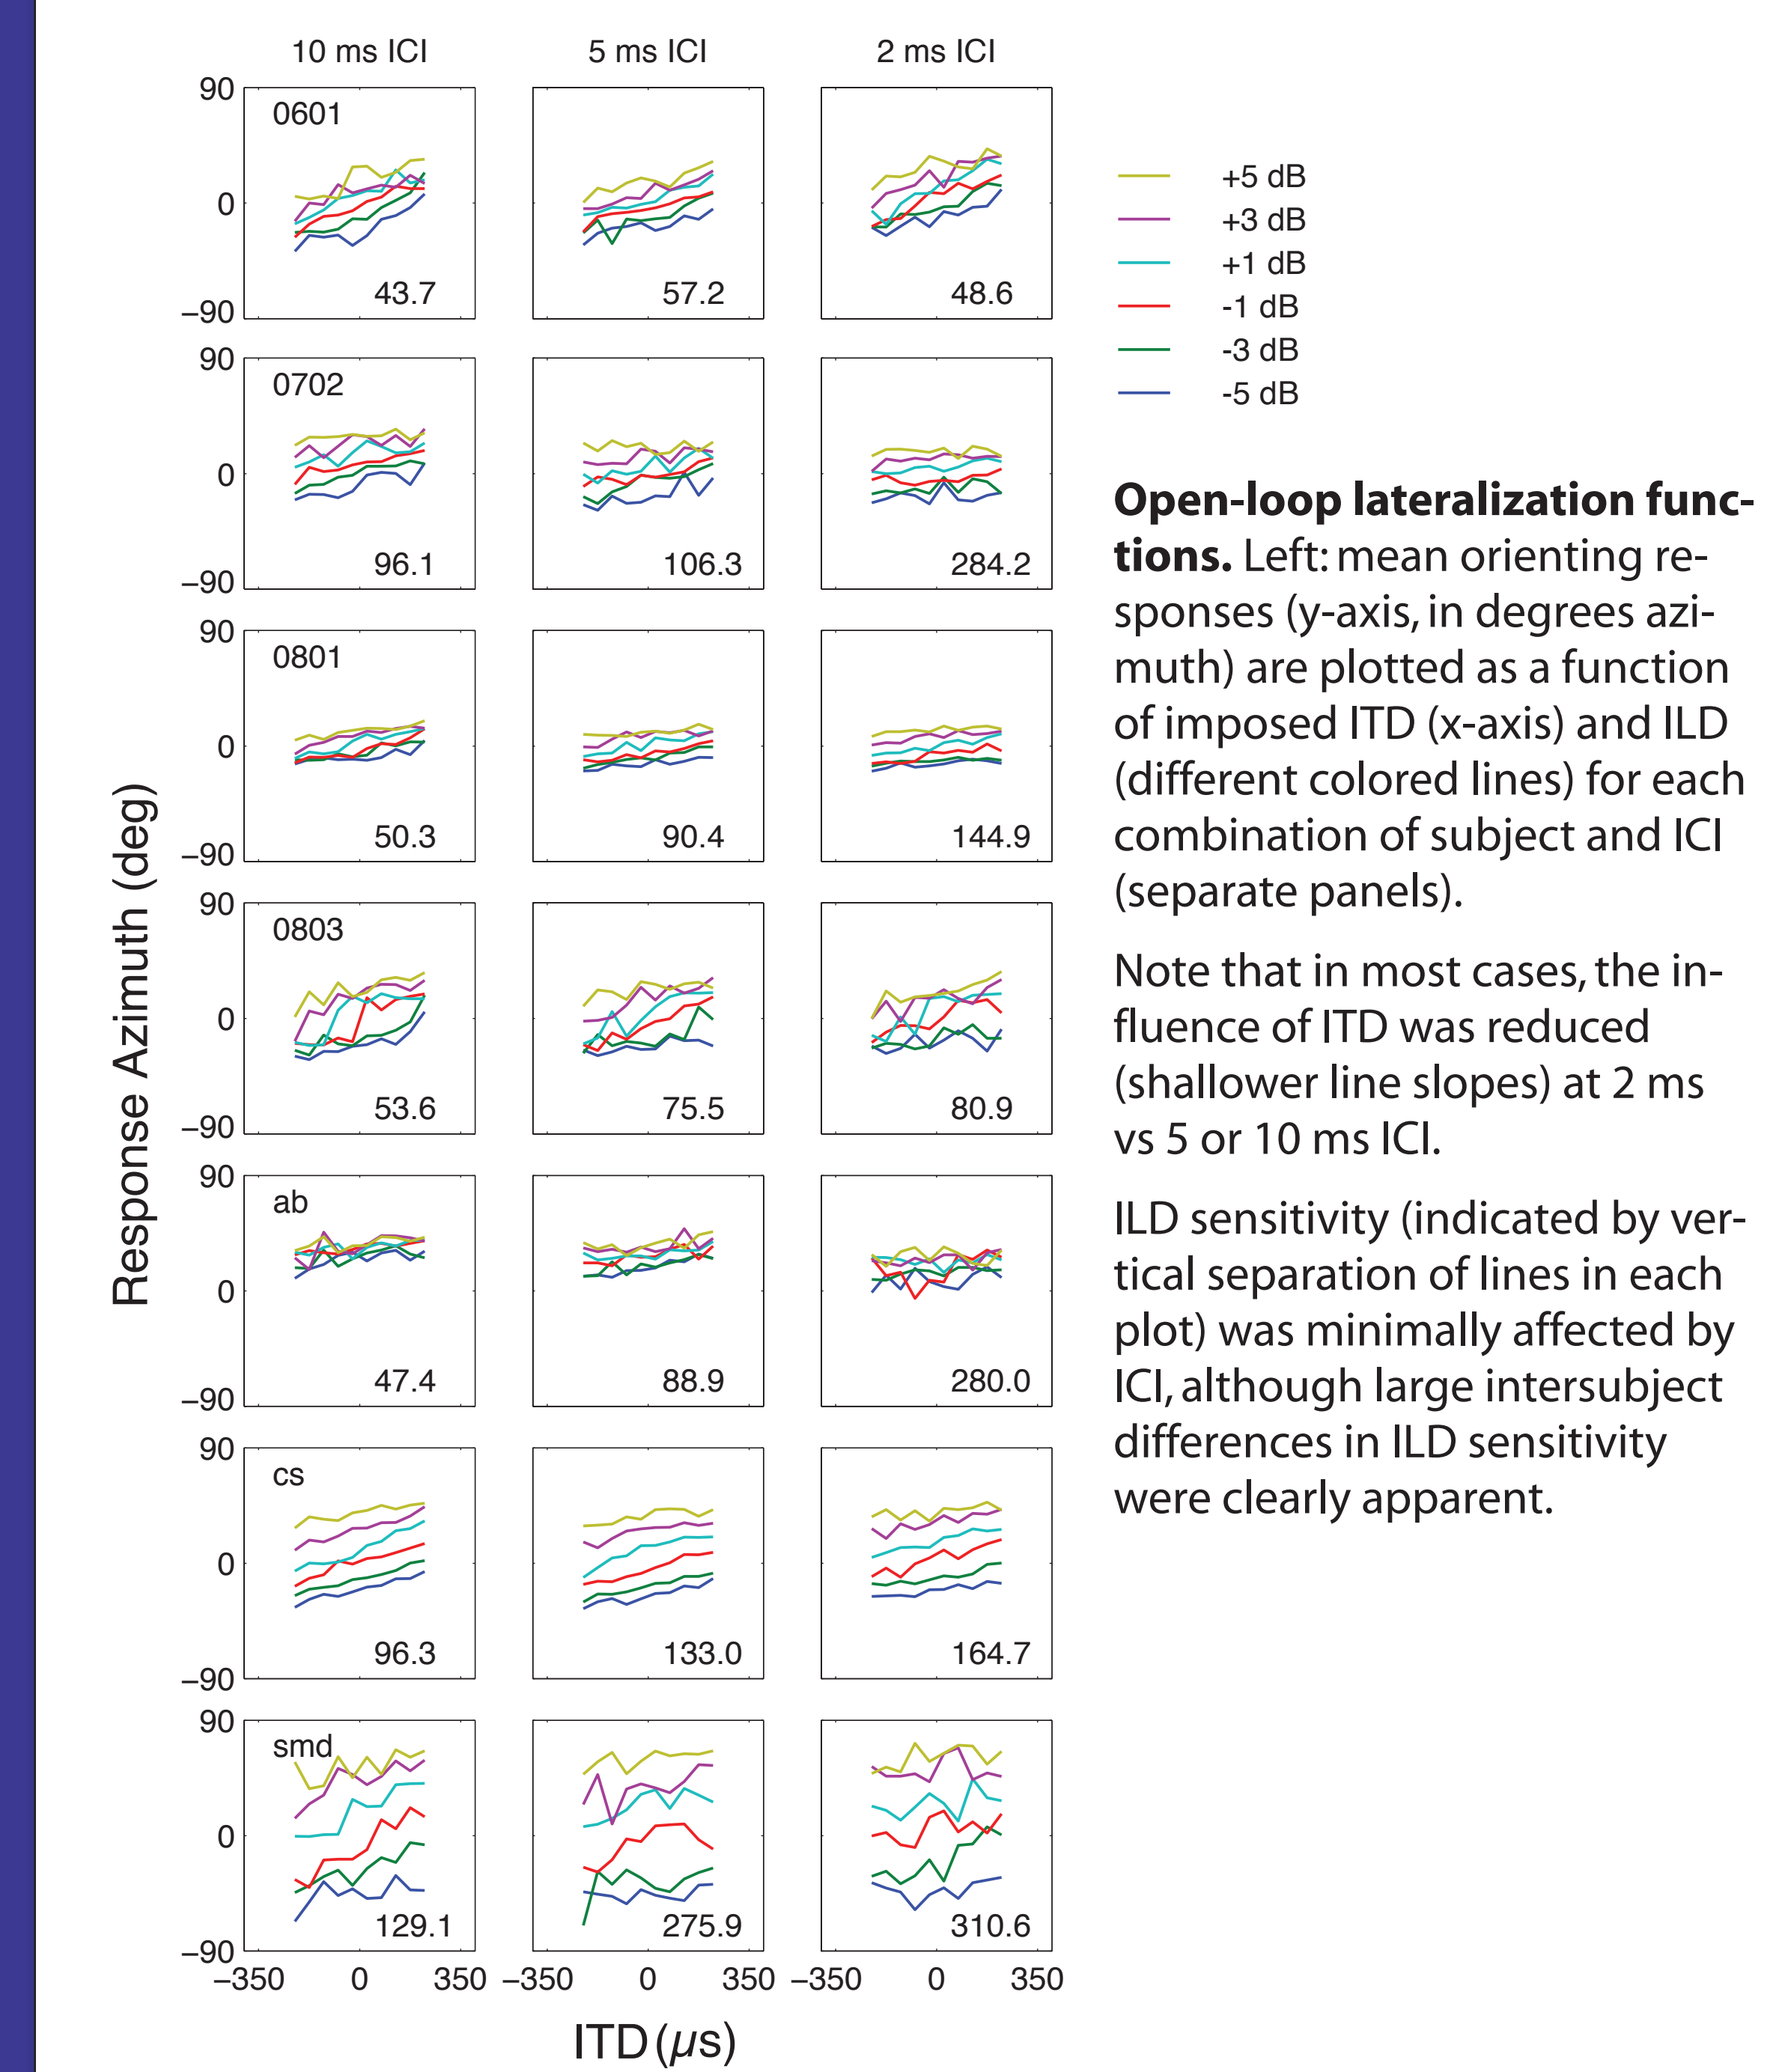 10 ms ICI 5 ms ICI 2 ms ICI
90
0601
0
−90
43.7 57.2 48.6
90
0702
0
−90
96.1 106.3 284.2
90
0801
0
−90
50.3 90.4 144.9
90
0803
0
−90
53.6 75.5 80.9
90
ab
0
−90
47.4 88.9 280.0
90
cs
0
−90
96.3 133.0 164.7
90
smd
0
−90
129.1 275.9 310.6
−350 0 350 −350 0 350 −350 0 350
ITD (μs)
Response Azimuth (deg)
+5 dB
+3 dB
+1 dB
-1 dB
-3 dB
-5 dB
Open-loop lateralization func-
tions. Left: mean orienting re-
sponses (y-axis, in degrees azi-
muth) are plotted as a function
of imposed ITD (x-axis) and ILD
(different colored lines) for each
combination of subject and ICI
(separate panels).
Note that in most cases, the in-
fluence of ITD was reduced
(shallower line slopes) at 2 ms
vs 5 or 10 ms ICI.
ILD sensitivity (indicated by ver-
tical separation of lines in each
plot) was minimally affected by
ICI, although large intersubject
differences in ILD sensitivity
were clearly apparent.